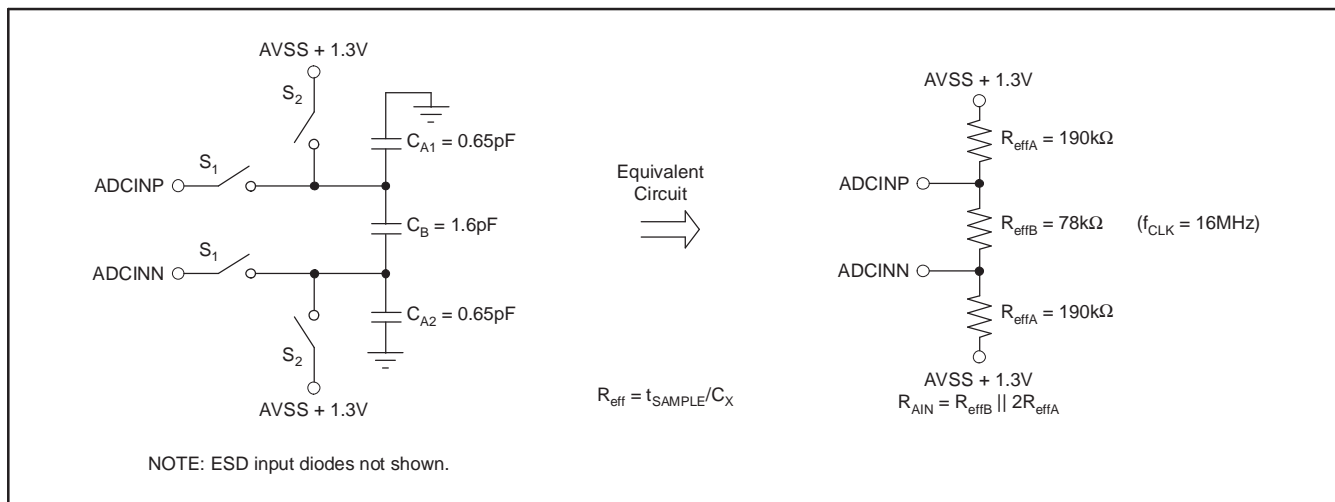 AVSS + 1.3V
S2
CA1 = 0.65pF
S1
ADCINP
CB = 1.6pF
S1
ADCINN
CA2 = 0.65pF
S2
AVSS + 1.3V
NOTE: ESD input diodes not shown.
Equivalent
Circuit
Reff = tSAMPLE/CX
AVSS + 1.3V
ReffA = 190kΩ
ADCINP
ReffB = 78kΩ (fCLK = 16MHz)
ADCINN
ReffA = 190kΩ
AVSS + 1.3V
RAIN = ReffB || 2ReffA